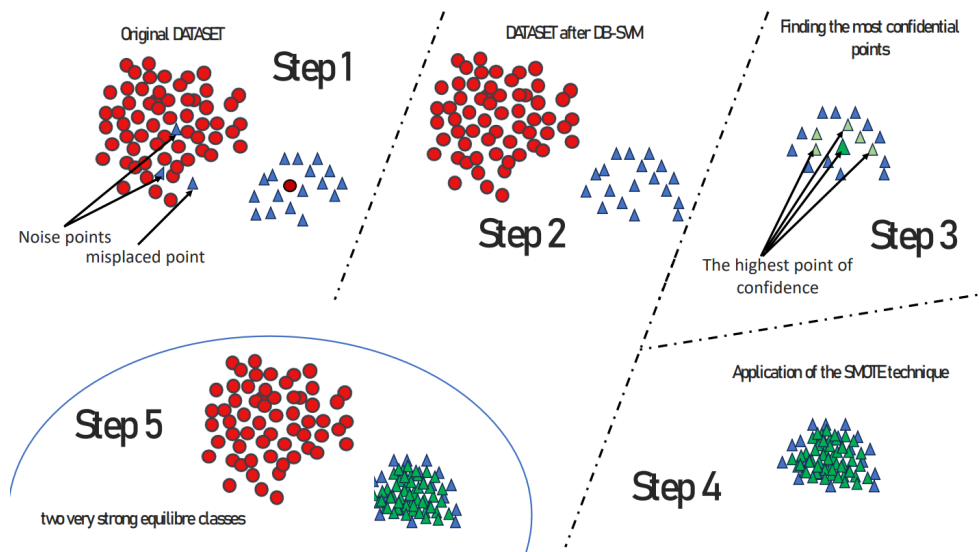 Original DATASET
Step 1
Noise points
misplaced point
DATASET after DB-SVM
Step 2
Finding the most confidential
points
Step 3
The highest point of
confidence
Application of the SMOTE technique
Step 4
Step 5
two very strong equilibre classes